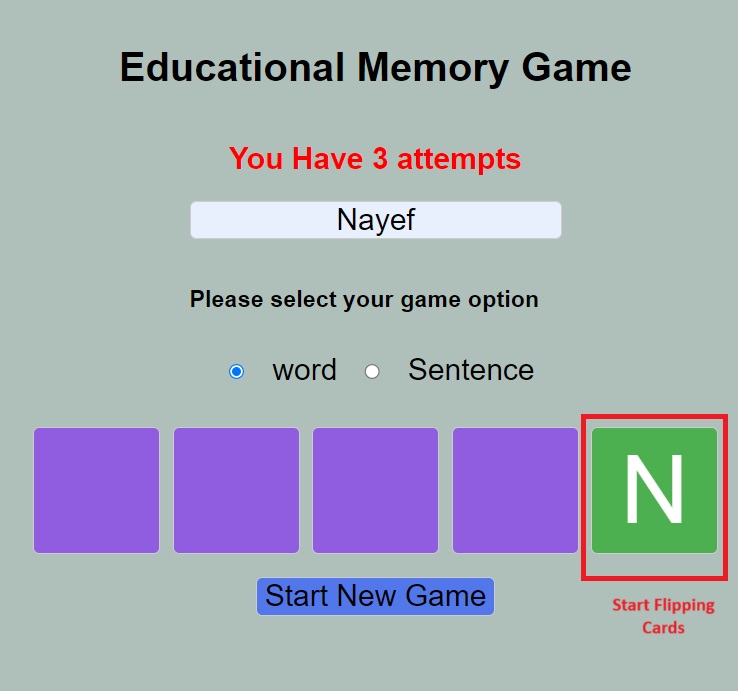 Educational Memory Game
You Have 3 attempts
Nayef
Please select your game option
word Sentence
N
Start New Game
Start Flipping
Cards